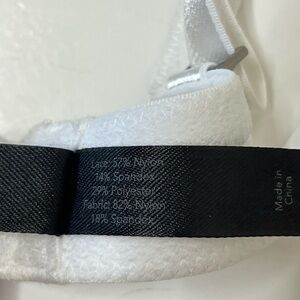 Lace: 57% Nylon
14% Spandex
29% Polyester
Fabric: 82% Nylon
18% Spandex
Made in
China